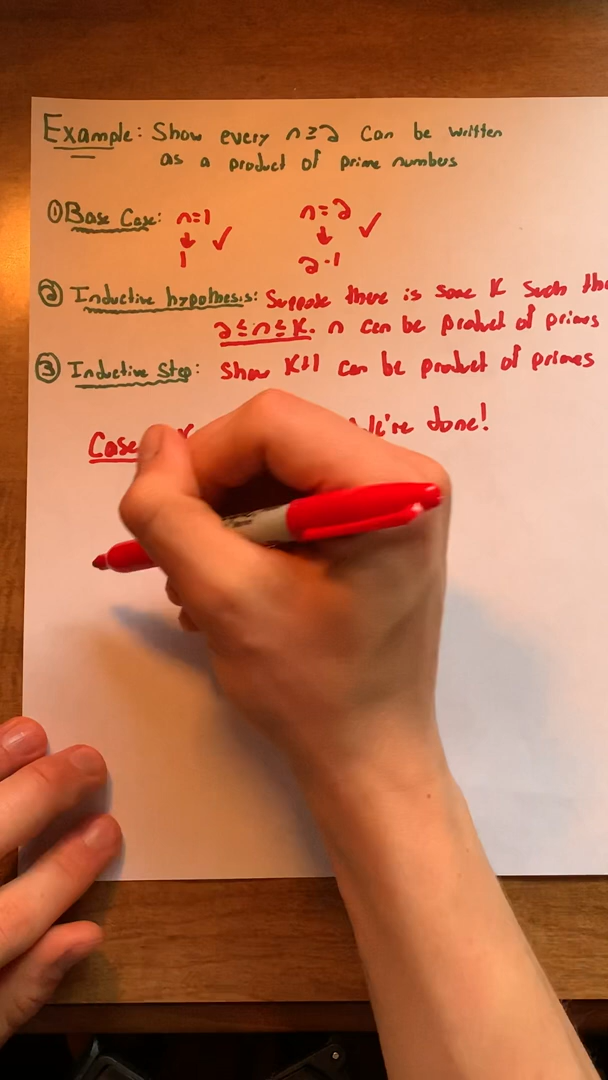 Example: Show every n≥2 can be written
as a product of prime numbers
① Base Case: n=1 n=2
↓ ✓ ↓ ✓
1 2·1
② Inductive hypothesis: Suppose there is some K such tha
2≤n≤K. n can be product of primes
③ Inductive Step: Show K+1 can be product of primes
Case We're done!